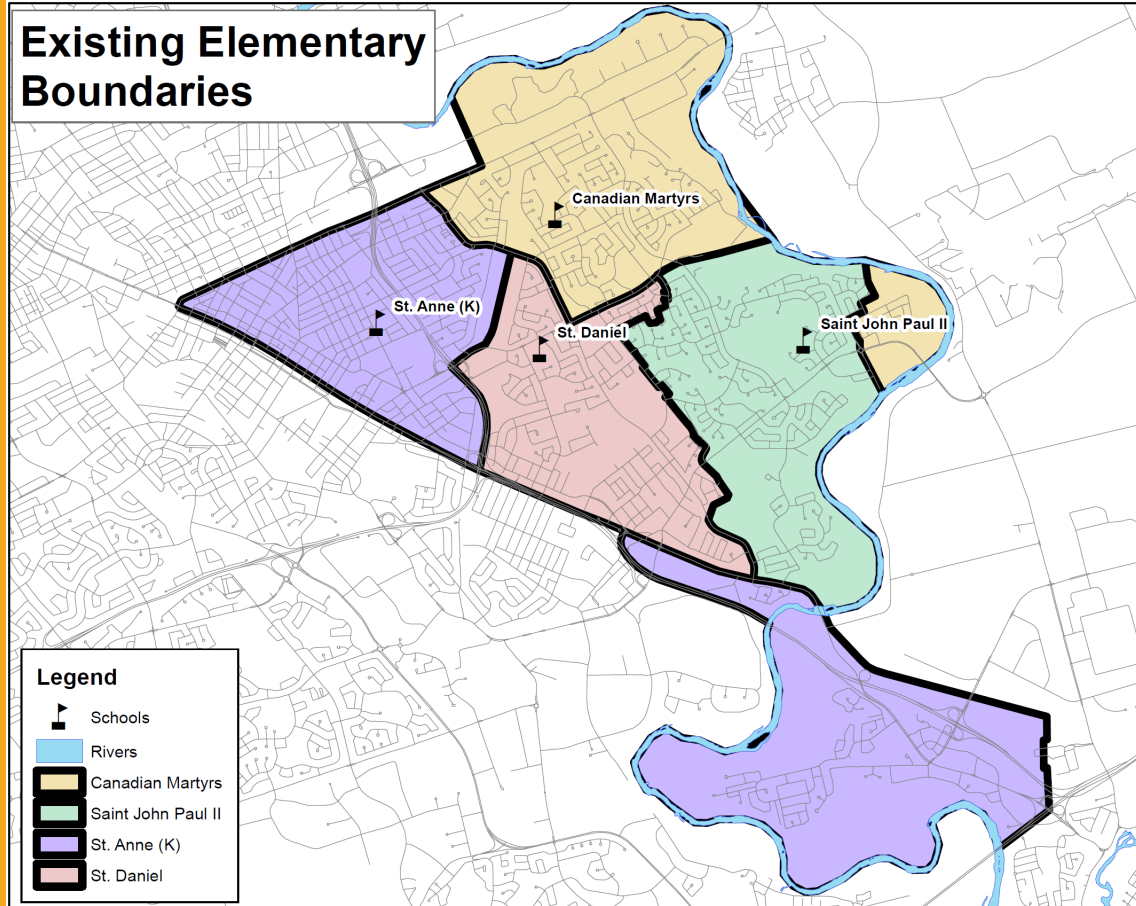 Existing Elementary
Boundaries
Canadian Martyrs
St. Anne (K)
St. Daniel
Saint John Paul II
Legend
Schools
Rivers
Canadian Martyrs
Saint John Paul II
St. Anne (K)
St. Daniel